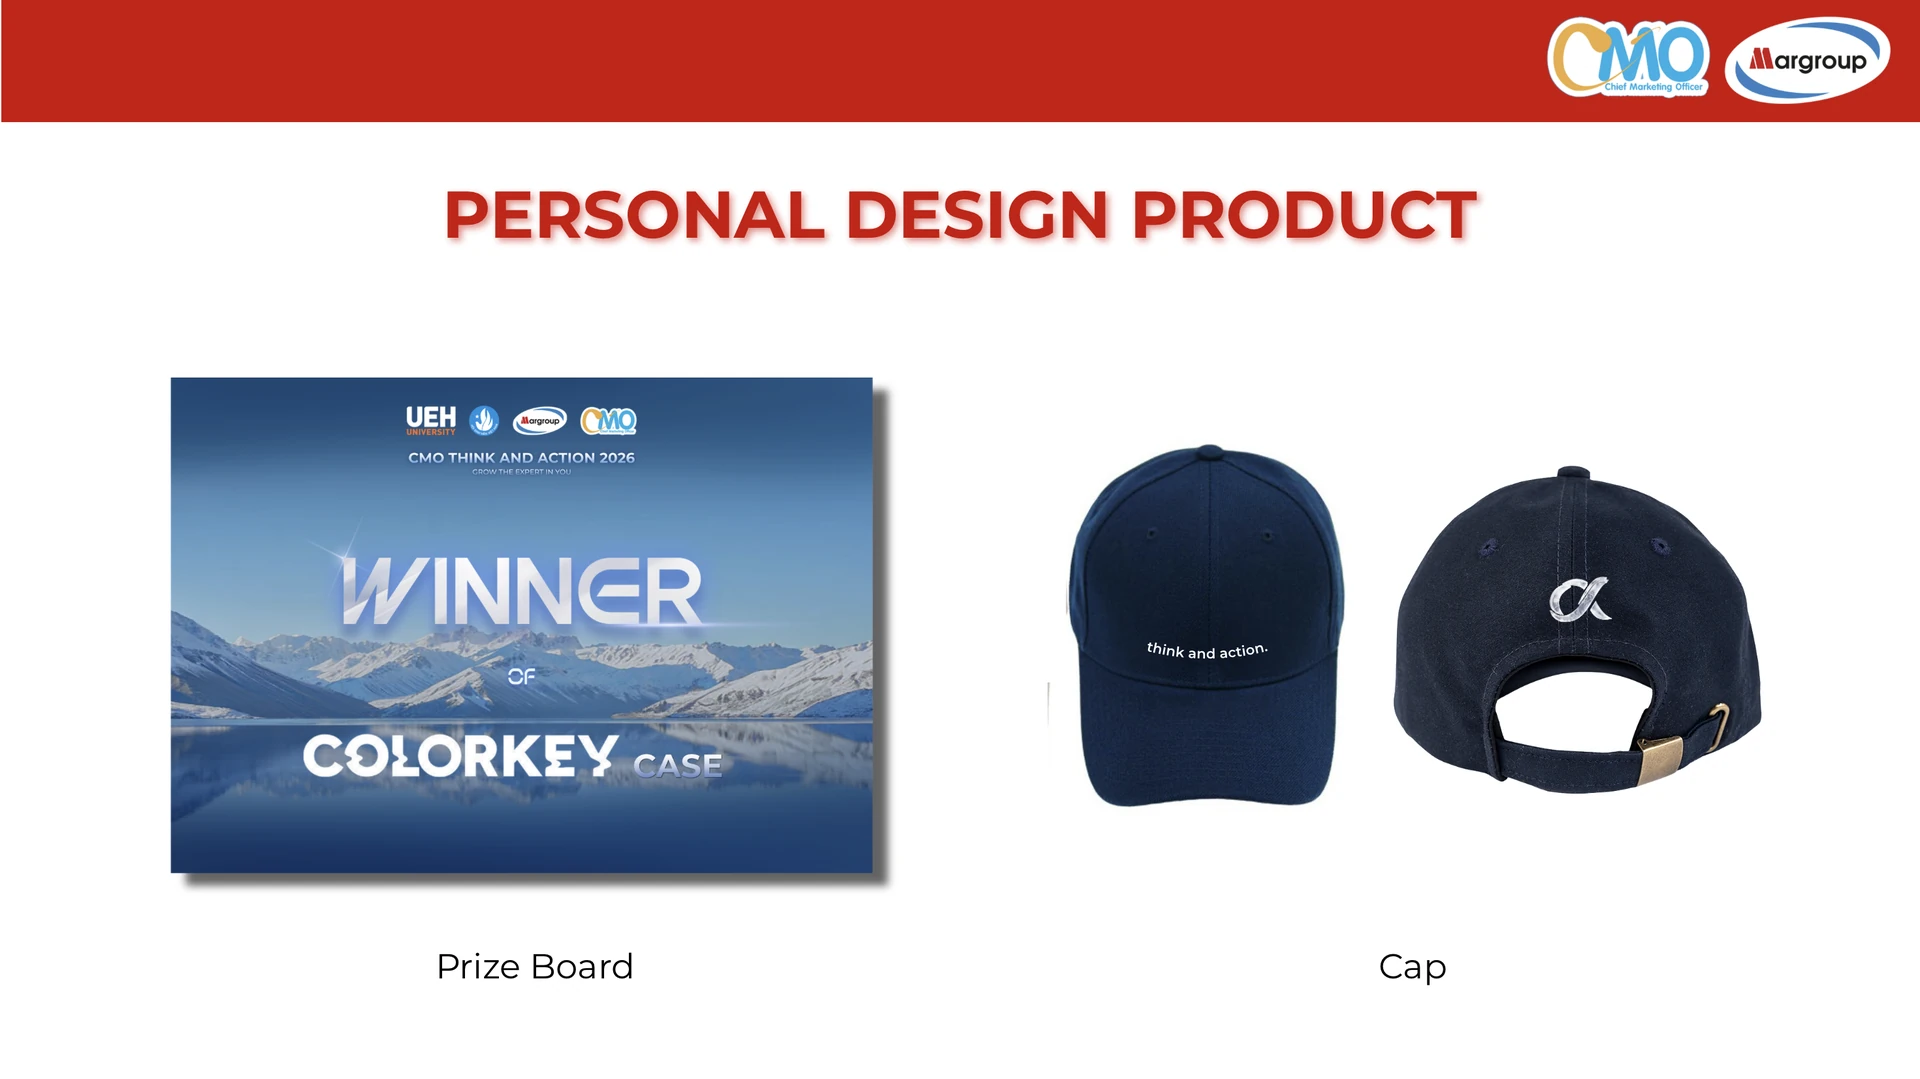 CMO
Chief Marketing Officer
Margroup
PERSONAL DESIGN PRODUCT
UEH
UNIVERSITY
Margroup
CMO
CMO THINK AND ACTION 2026
GROW THE EXPERT IN YOU
WINNER
OF
COLORKEY CASE
think and action.
Prize Board
Cap